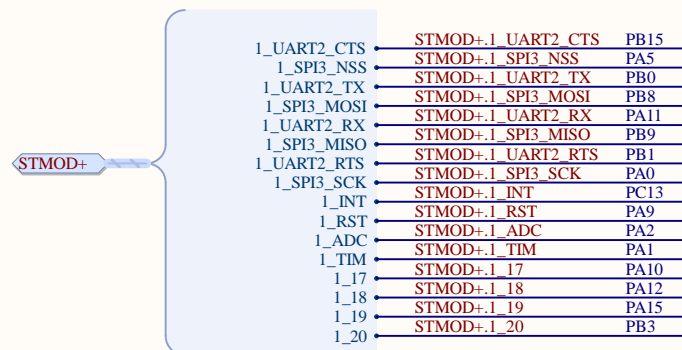 1_UART2_CTS STMOD+.1_UART2_CTS PB15
1_SPI3_NSS STMOD+.1_SPI3_NSS PA5
1_UART2_TX STMOD+.1_UART2_TX PB0
1_SPI3_MOSI STMOD+.1_SPI3_MOSI PB8
1_UART2_RX STMOD+.1_UART2_RX PA11
1_SPI3_MISO STMOD+.1_SPI3_MISO PB9
STMOD+ 1_UART2_RTS STMOD+.1_UART2_RTS PB1
1_SPI3_SCK STMOD+.1_SPI3_SCK PA0
1_INT STMOD+.1_INT PC13
1_RST STMOD+.1_RST PA9
1_ADC STMOD+.1_ADC PA2
1_TIM STMOD+.1_TIM PA1
1_17 STMOD+.1_17 PA10
1_18 STMOD+.1_18 PA12
1_19 STMOD+.1_19 PA15
1_20 STMOD+.1_20 PB3